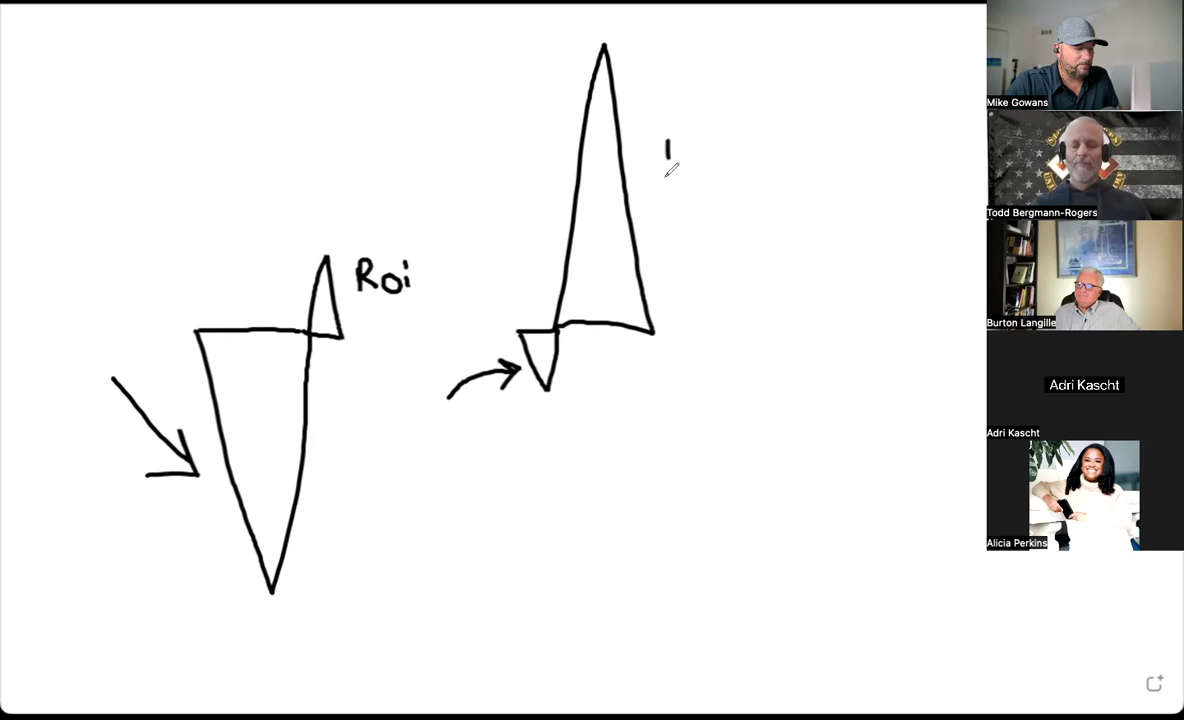 Roi
Mike Gowans
Todd Bergmann-Rogers
Burton Langille
Adri Kascht
Adri Kascht
Alicia Perkins